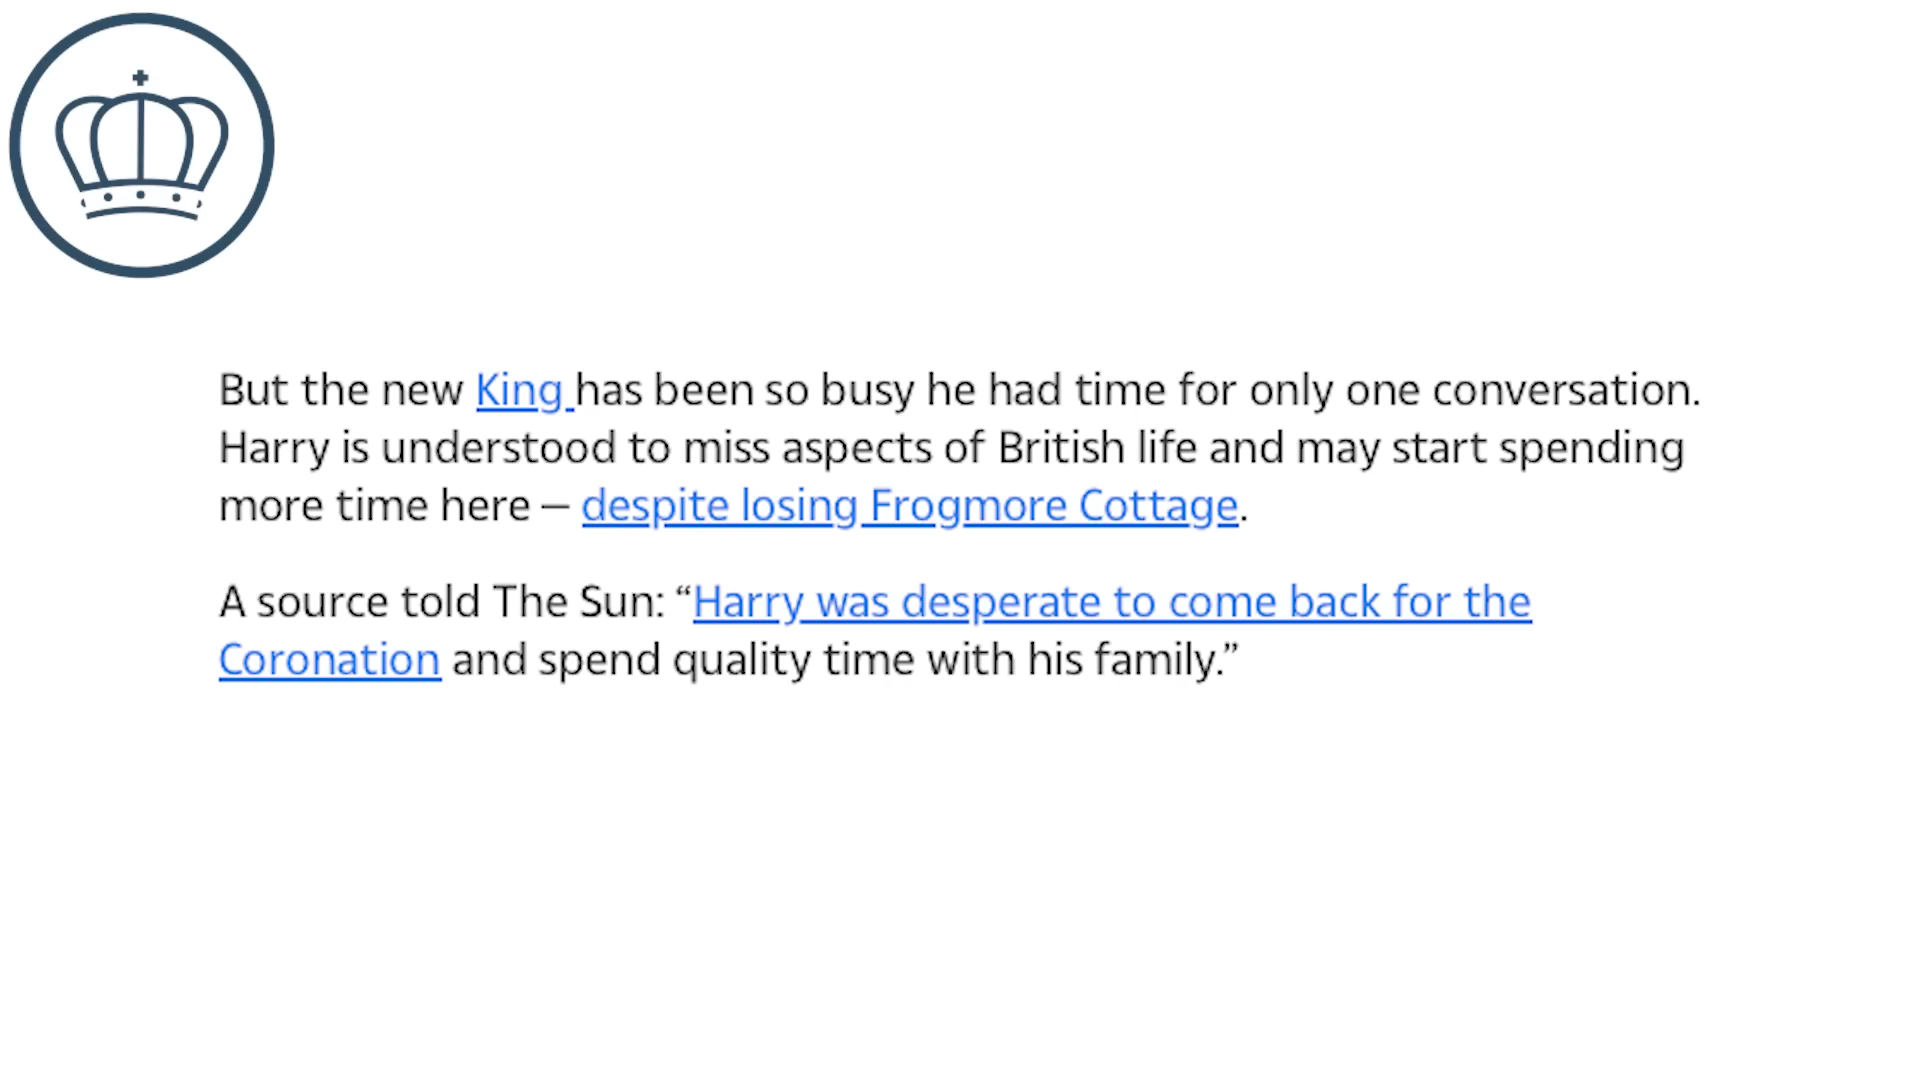 But the new King has been so busy he had time for only one conversation.
Harry is understood to miss aspects of British life and may start spending
more time here – despite losing Frogmore Cottage.
A source told The Sun: “Harry was desperate to come back for the
Coronation and spend quality time with his family.”